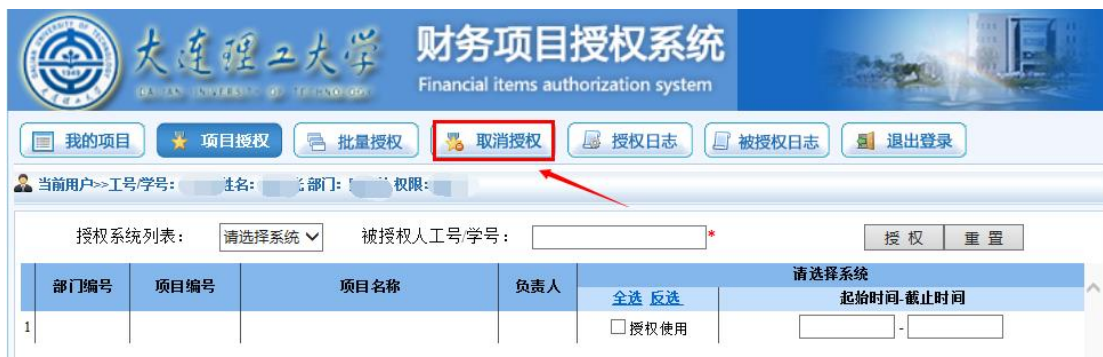 大连理工大学 财务项目授权系统
DALIAN UNIVERSITY OF TECHNOLOGY Financial items authorization system
我的项目 项目授权 批量授权 取消授权 授权日志 被授权日志 退出登录
当前用户>>工号/学号： 姓名： 部门： 权限：
授权系统列表： 请选择系统 被授权人工号/学号： * 授 权 重 置
部门编号 项目编号 项目名称 负责人 请选择系统
全选 反选 起始时间-截止时间
1 授权使用 -